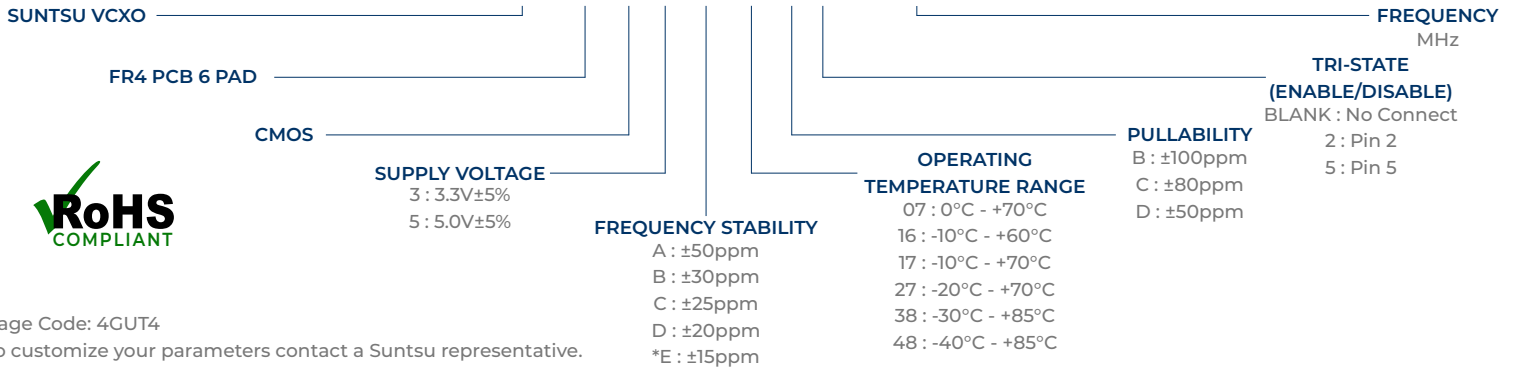 SUNTSU VCXO
FR4 PCB 6 PAD
CMOS
SUPPLY VOLTAGE
3 : 3.3V±5%
5 : 5.0V±5%
FREQUENCY STABILITY
A : ±50ppm
B : ±30ppm
C : ±25ppm
D : ±20ppm
*E : ±15ppm
OPERATING
TEMPERATURE RANGE
07 : 0°C - +70°C
16 : -10°C - +60°C
17 : -10°C - +70°C
27 : -20°C - +70°C
38 : -30°C - +85°C
48 : -40°C - +85°C
PULLABILITY
B : ±100ppm
C : ±80ppm
D : ±50ppm
TRI-STATE
(ENABLE/DISABLE)
BLANK : No Connect
2 : Pin 2
5 : Pin 5
FREQUENCY
MHz
RoHS
COMPLIANT
age Code: 4GUT4
customize your parameters contact a Suntsu representative.